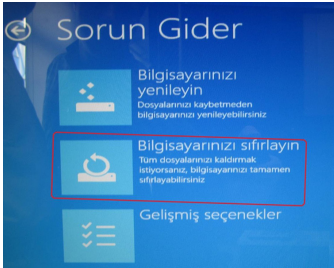 Sorun Gider
Bilgisayarınızı
yenileyin
Dosyalarınızı kaybetmeden
bilgisayarınızı yenileyebilirsiniz
Bilgisayarınızı sıfırlayın
Tüm dosyalarınızı kaldırmak
istiyorsanız, bilgisayarınızı tamamen
sıfırlayabilirsiniz
Gelişmiş seçenekler